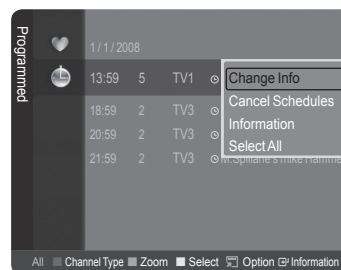 Programmed
1 / 1 / 2008
13:59 5 TV1
Change Info
Cancel Schedules
Information
Select All
18:59 2 TV3
20:59 2 TV3
21:59 2 TV3 M.Spillane's mike Hamme
All Channel Type Zoom Select Option Information